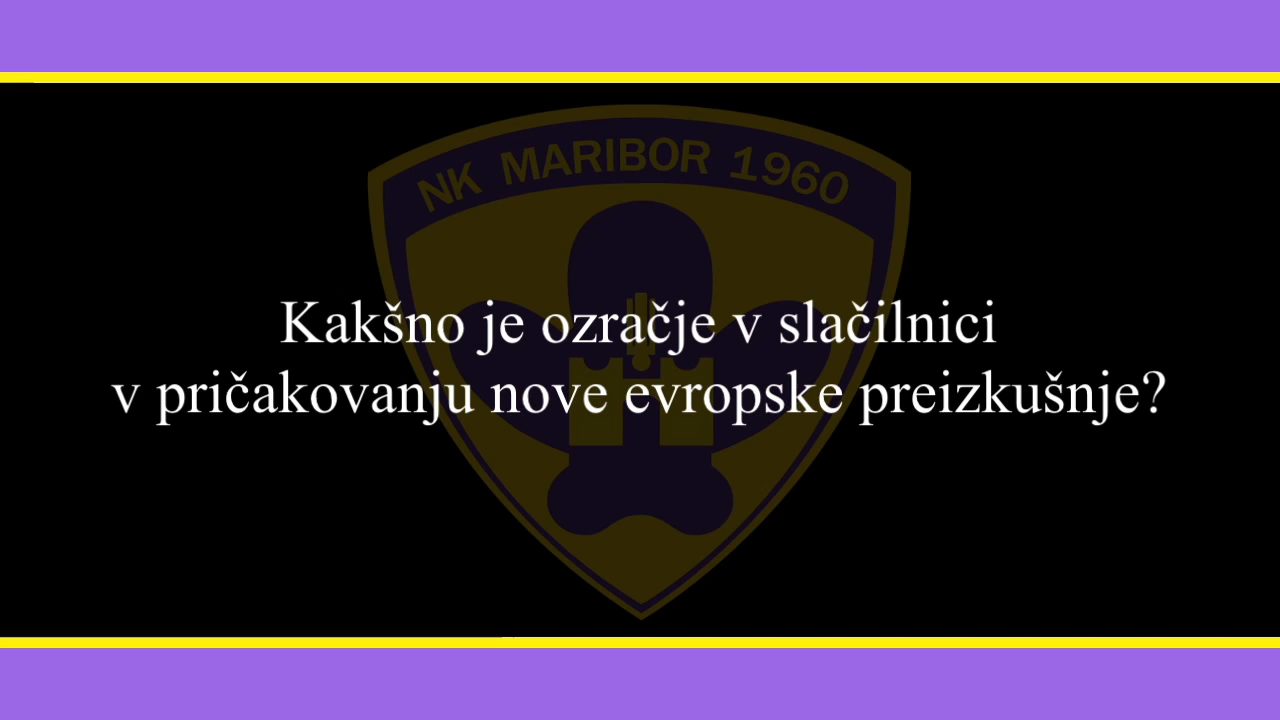 NK MARIBOR 1960
Kakšno je ozračje v slačilnici
v pričakovanju nove evropske preizkušnje?